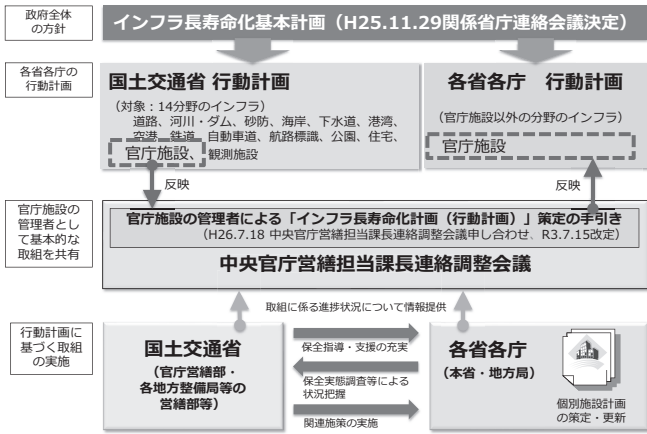 政府全体
の方針
インフラ長寿命化基本計画（H25.11.29関係省庁連絡会議決定）
各省各庁の
行動計画
国土交通省 行動計画
（対象：14分野のインフラ）
道路、河川・ダム、砂防、海岸、下水道、港湾、
空港、鉄道、自動車道、航路標識、公園、住宅、
官庁施設、観測施設
各省各庁　行動計画
（官庁施設以外の分野のインフラ）
官庁施設
反映
反映
官庁施設の
管理者とし
て基本的な
取組を共有
官庁施設の管理者による「インフラ長寿命化計画（行動計画）」策定の手引き
（H26.7.18 中央官庁営繕担当課長連絡調整会議申し合わせ、R3.7.15改定）
中央官庁営繕担当課長連絡調整会議
取組に係る進捗状況について情報提供
行動計画に
基づく取組
の実施
国土交通省
（官庁営繕部・
各地方整備局等の
営繕部等）
保全指導・支援の充実
保全実態調査等による
状況把握
関連施策の実施
各省各庁
（本省・地方局）
個別施設計画
の策定・更新